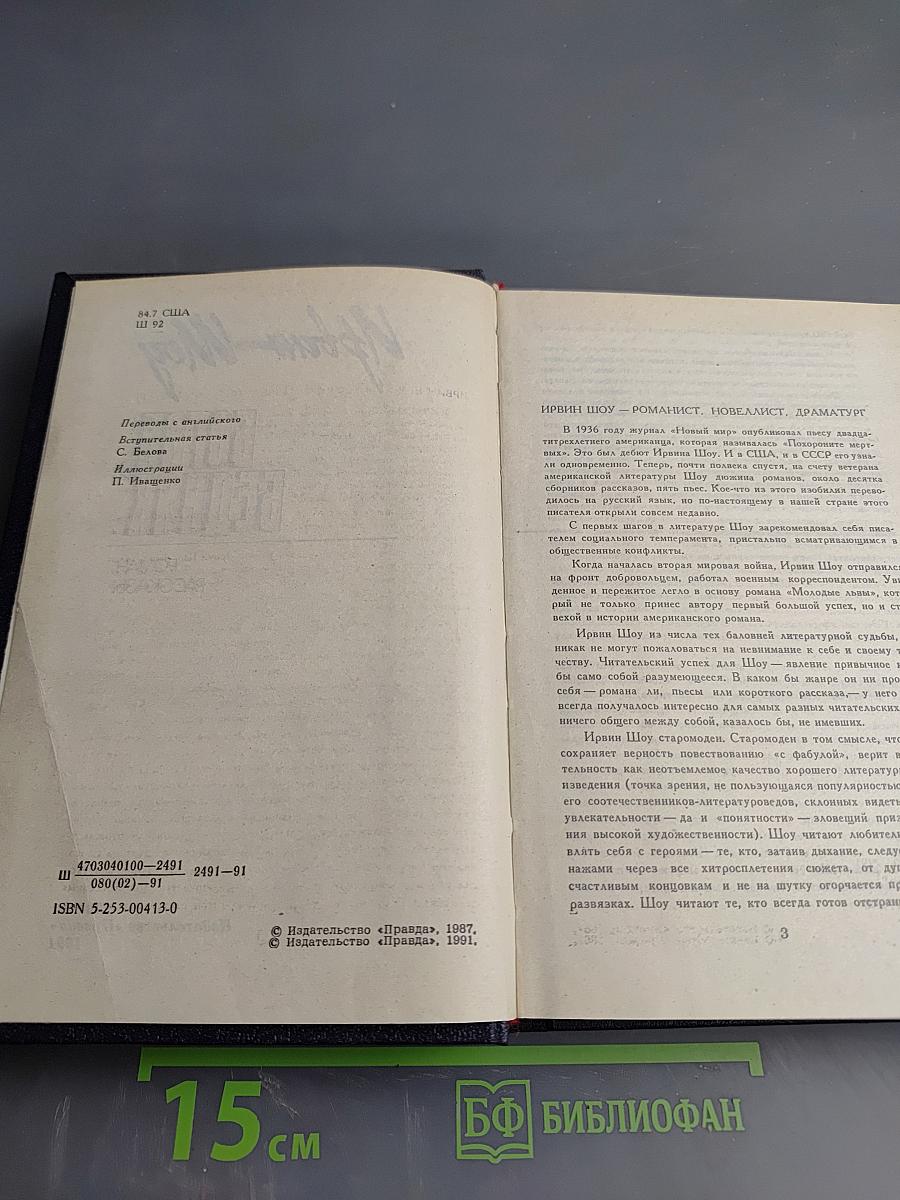 84.7 США
Ш 92
Переводы с английского
Вступительная статья
С. Белова
Иллюстрации
П. Иващенко
Ш 4703040100—2491 2491—91
080(02)—91
ISBN 5-253-00413-0
© Издательство «Правда», 1987.
© Издательство «Правда», 1991.
ИРВИН ШОУ — РОМАНИСТ, НОВЕЛЛИСТ, ДРАМАТУРГ
В 1936 году журнал «Новый мир» опубликовал пьесу двадца-
титрехлетнего американца, которая называлась «Похороните мерт-
вых». Это был дебют Ирвина Шоу. И в США, и в СССР его узна-
ли одновременно. Теперь, почти полвека спустя, на счету ветерана
американской литературы Шоу дюжина романов, около десятка
сборников рассказов, пять пьес. Кое-что из этого изобилия перево-
дилось на русский язык, но по-настоящему в нашей стране этого
писателя открыли совсем недавно.
С первых шагов в литературе Шоу зарекомендовал себя писа-
телем социального темперамента, пристально всматривающимся в
общественные конфликты.
Когда началась вторая мировая война, Ирвин Шоу отправился
на фронт добровольцем, работал военным корреспондентом. Уви
денное и пережитое легло в основу романа «Молодые львы», кот
рый не только принес автору первый большой успех, но и ст
вехой в истории американского романа.
Ирвин Шоу из числа тех баловней литературной судьбы,
никак не могут пожаловаться на невнимание к себе и своему т
честву. Читательский успех для Шоу — явление привычное и
бы само собой разумеющееся. В каком бы жанре он ни про
себя — романа ли, пьесы или короткого рассказа,— у него
всегда получалось интересно для самых разных читательских
ничего общего между собой, казалось бы, не имевших.
Ирвин Шоу старомоден. Старомоден в том смысле, что
сохраняет верность повествованию «с фабулой», верит в
тельность как неотъемлемое качество хорошего литератур
изведения (точка зрения, не пользующаяся популярностью
его соотечественников-литературоведов, склонных видеть
увлекательности — да и «понятности» — зловещий приз
ния высокой художественности). Шоу читают любители
влять себя с героями — те, кто, затаив дыхание, следуе
нажами через все хитросплетения сюжета, от душ
счастливым концовкам и не на шутку огорчается пр
развязках. Шоу читают те, кто всегда готов отстрани
3
15 см
БФ БИБЛИОФАН